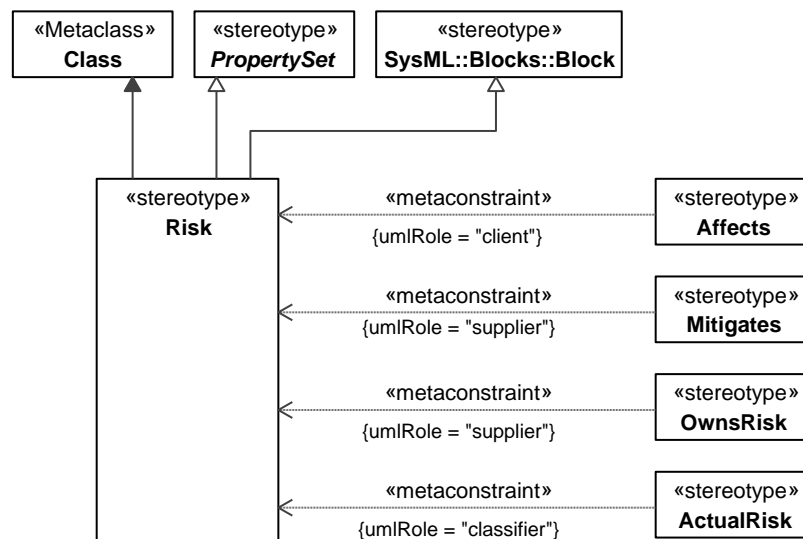 «Metaclass»
Class
«stereotype»
PropertySet
«stereotype»
SysML::Blocks::Block
«stereotype»
Risk
«metaconstraint»
{umlRole = "client"}
«stereotype»
Affects
«metaconstraint»
{umlRole = "supplier"}
«stereotype»
Mitigates
«metaconstraint»
{umlRole = "supplier"}
«stereotype»
OwnsRisk
«metaconstraint»
{umlRole = "classifier"}
«stereotype»
ActualRisk